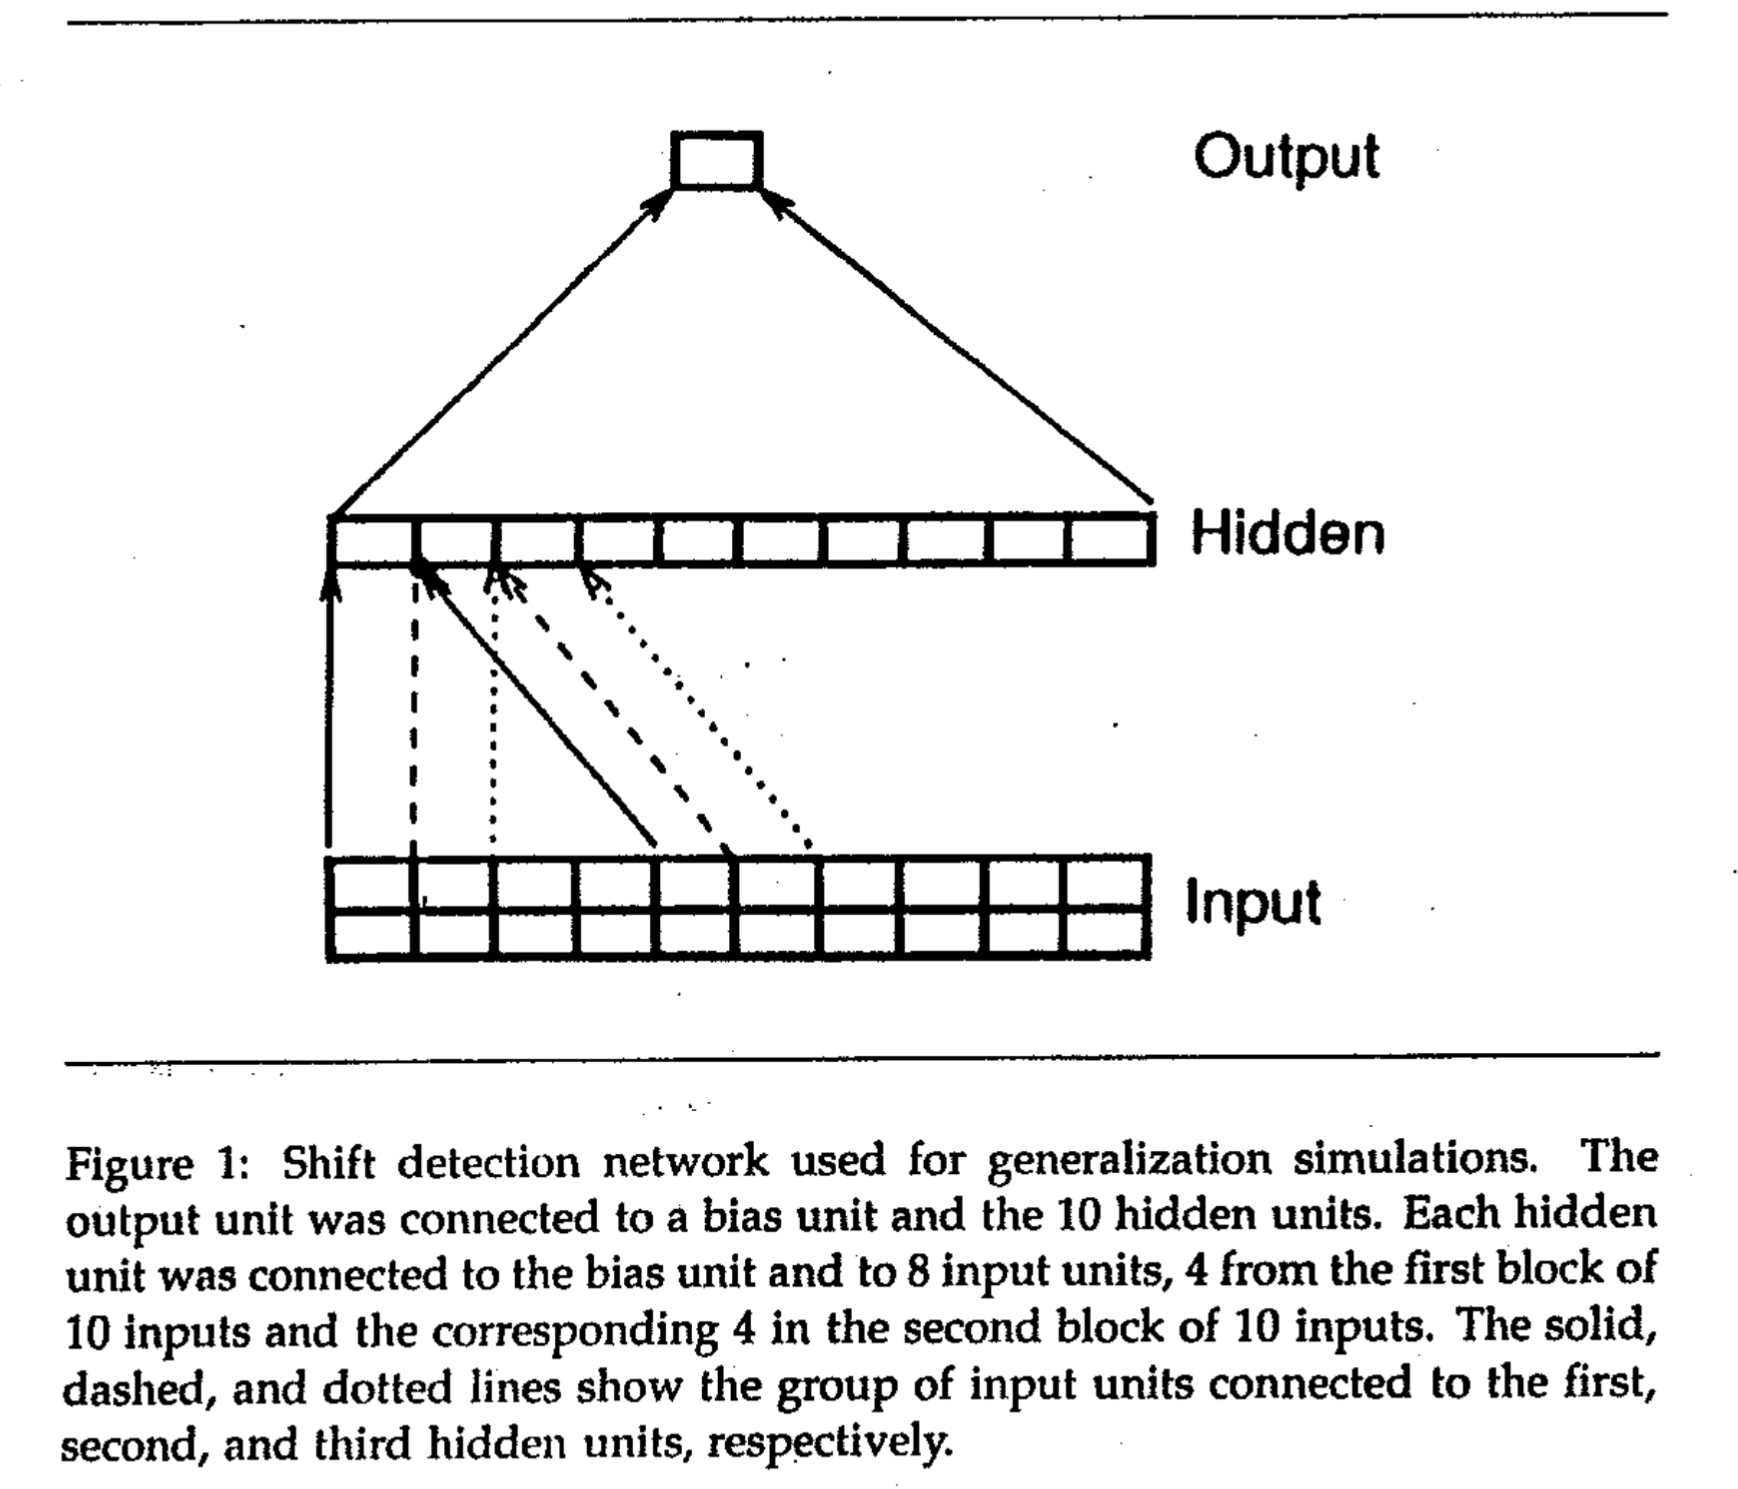 Output
Hidden
Input
Figure 1: Shift detection network used for generalization simulations. The
output unit was connected to a bias unit and the 10 hidden units. Each hidden
unit was connected to the bias unit and to 8 input units, 4 from the first block of
10 inputs and the corresponding 4 in the second block of 10 inputs. The solid,
dashed, and dotted lines show the group of input units connected to the first,
second, and third hidden units, respectively.